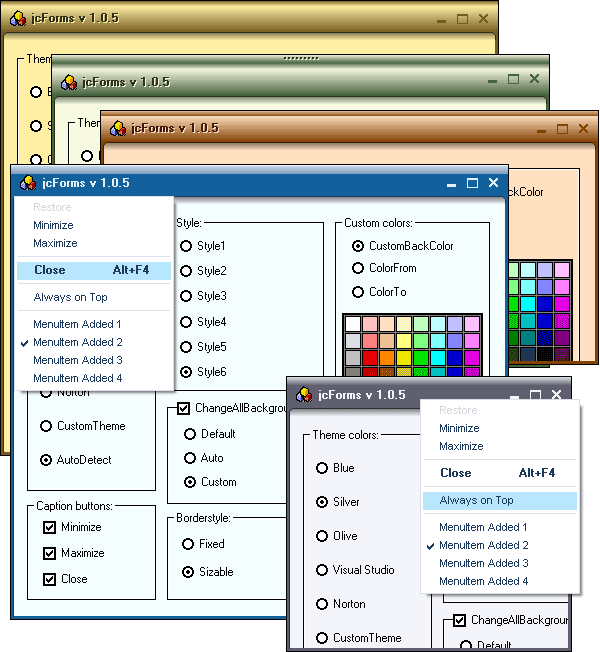 jcForms v 1.0.5
Them
jcForms v 1.0.5
Them
jcForms v 1.0.5
ckColor
jcForms v 1.0.5
Restore
Minimize
Maximize
Close Alt+F4
Always on Top
MenuItem Added 1
MenuItem Added 2
MenuItem Added 3
MenuItem Added 4
Norton
CustomTheme
AutoDetect
Caption buttons:
Minimize
Maximize
Close
Style:
Style1
Style2
Style3
Style4
Style5
Style6
ChangeAllBackgroun
Default
Auto
Custom
Borderstyle:
Fixed
Sizable
Custom colors:
CustomBackColor
ColorFrom
ColorTo
jcForms v 1.0.5
Theme colors:
Blue
Silver
Olive
Visual Studio
Norton
CustomTheme
Restore
Minimize
Maximize
Close Alt+F4
Always on Top
MenuItem Added 1
MenuItem Added 2
MenuItem Added 3
MenuItem Added 4
ChangeAllBackgroun
Default